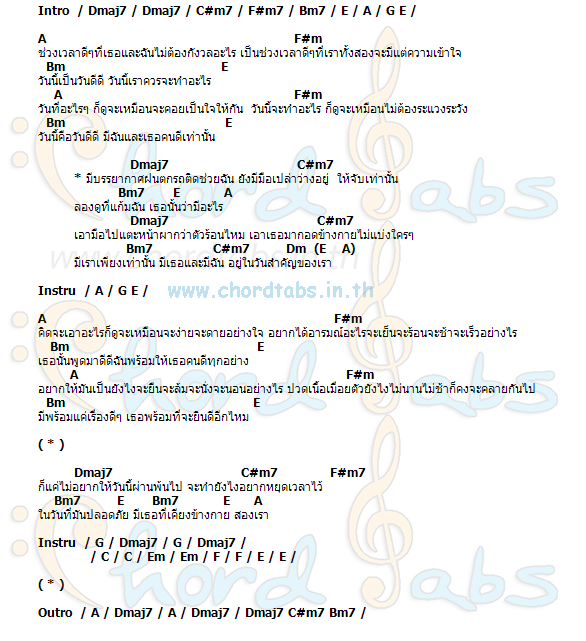 Intro / Dmaj7 / Dmaj7 / C#m7 / F#m7 / Bm7 / E / A / G E /
A F#m
ช่วงเวลาดีๆที่เธอและฉันไม่ต้องกังวลอะไร เป็นช่วงเวลาดีๆที่เราทั้งสองจะมีแต่ความเข้าใจ
Bm E
วันนี้เป็นวันดีดี วันนี้เราควรจะทำอะไร
A F#m
วันที่อะไรๆ ก็ดูจะเหมือนจะคอยเป็นใจให้กัน วันนี้จะทำอะไร ก็ดูจะเหมือนไม่ต้องระแวงระวัง
Bm E
วันนี้คือวันดีดี มีฉันและเธอคนดีเท่านั้น
Dmaj7 C#m7
* มีบรรยากาศฝนตกรถติดช่วยฉัน ยังมีมือเปล่าว่างอยู่ ให้จับเท่านั้น
Bm7 E A
ลองดูที่แก้มฉัน เธอนั้นว่ามีอะไร
Dmaj7 C#m7
เอามือไปแตะหน้าผากว่าตัวร้อนไหม เอาเธอมากอดข้างกายไม่แบ่งใครๆ
Bm7 C#m7 Dm (E A)
มีเราเพียงเท่านั้น มีเธอและมีฉัน อยู่ในวันสำคัญของเรา
Instru / A / G E /
www.chordtabs.in.th
A F#m
คิดจะเอาอะไรก็ดูจะเหมือนจะง่ายจะดายอย่างใจ อยากได้อารมณ์อะไรจะเย็นจะร้อนจะช้าจะเร็วอย่างไร
Bm E
เธอนั้นพูดมาดีดีฉันพร้อมให้เธอคนดีทุกอย่าง
A F#m
อยากให้มันเป็นยังไงจะยืนจะล้มจะนั่งจะนอนอย่างไร ปวดเนื้อเมื่อยตัวยังไงไม่นานไม่ช้าก็คงจะคลายกันไป
Bm E
มีพร้อมแค่เรื่องดีๆ เธอพร้อมที่จะยินดีอีกไหม
( * )
Dmaj7 C#m7 F#m7
ก็แค่ไม่อยากให้วันนี้ผ่านพ้นไป จะทำยังไงอยากหยุดเวลาไว้
Bm7 E Bm7 E A
ในวันที่มันปลอดภัย มีเธอที่เคียงข้างกาย สองเรา
Instru / G / Dmaj7 / G / Dmaj7 /
/ C / C / Em / Em / F / F / E / E /
( * )
Outro / A / Dmaj7 / A / Dmaj7 / Dmaj7 C#m7 Bm7 /